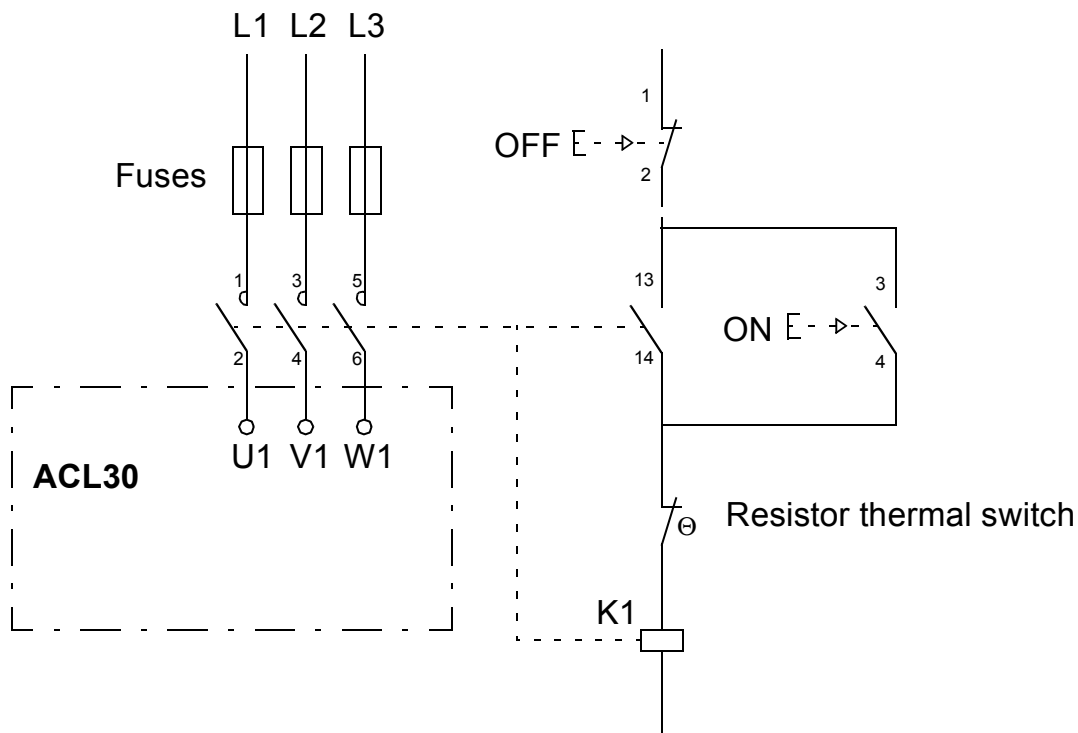 L1 L2 L3
1
OFF
2
Fuses
1 3 5
13
3
ON
2 4 6
14
4
U1 V1 W1
ACL30
Resistor thermal switch
Θ
K1